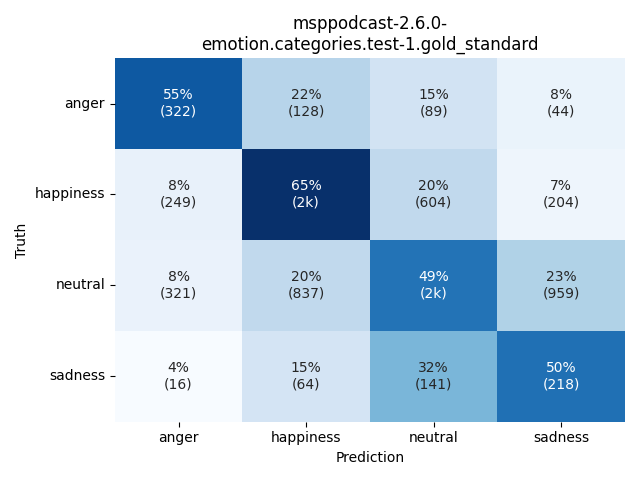 msppodcast-2.6.0-
emotion.categories.test-1.gold_standard
Truth
anger
55%
(322)
22%
(128)
15%
(89)
8%
(44)
happiness
8%
(249)
65%
(2k)
20%
(604)
7%
(204)
neutral
8%
(321)
20%
(837)
49%
(2k)
23%
(959)
sadness
4%
(16)
15%
(64)
32%
(141)
50%
(218)
anger
happiness
neutral
sadness
Prediction